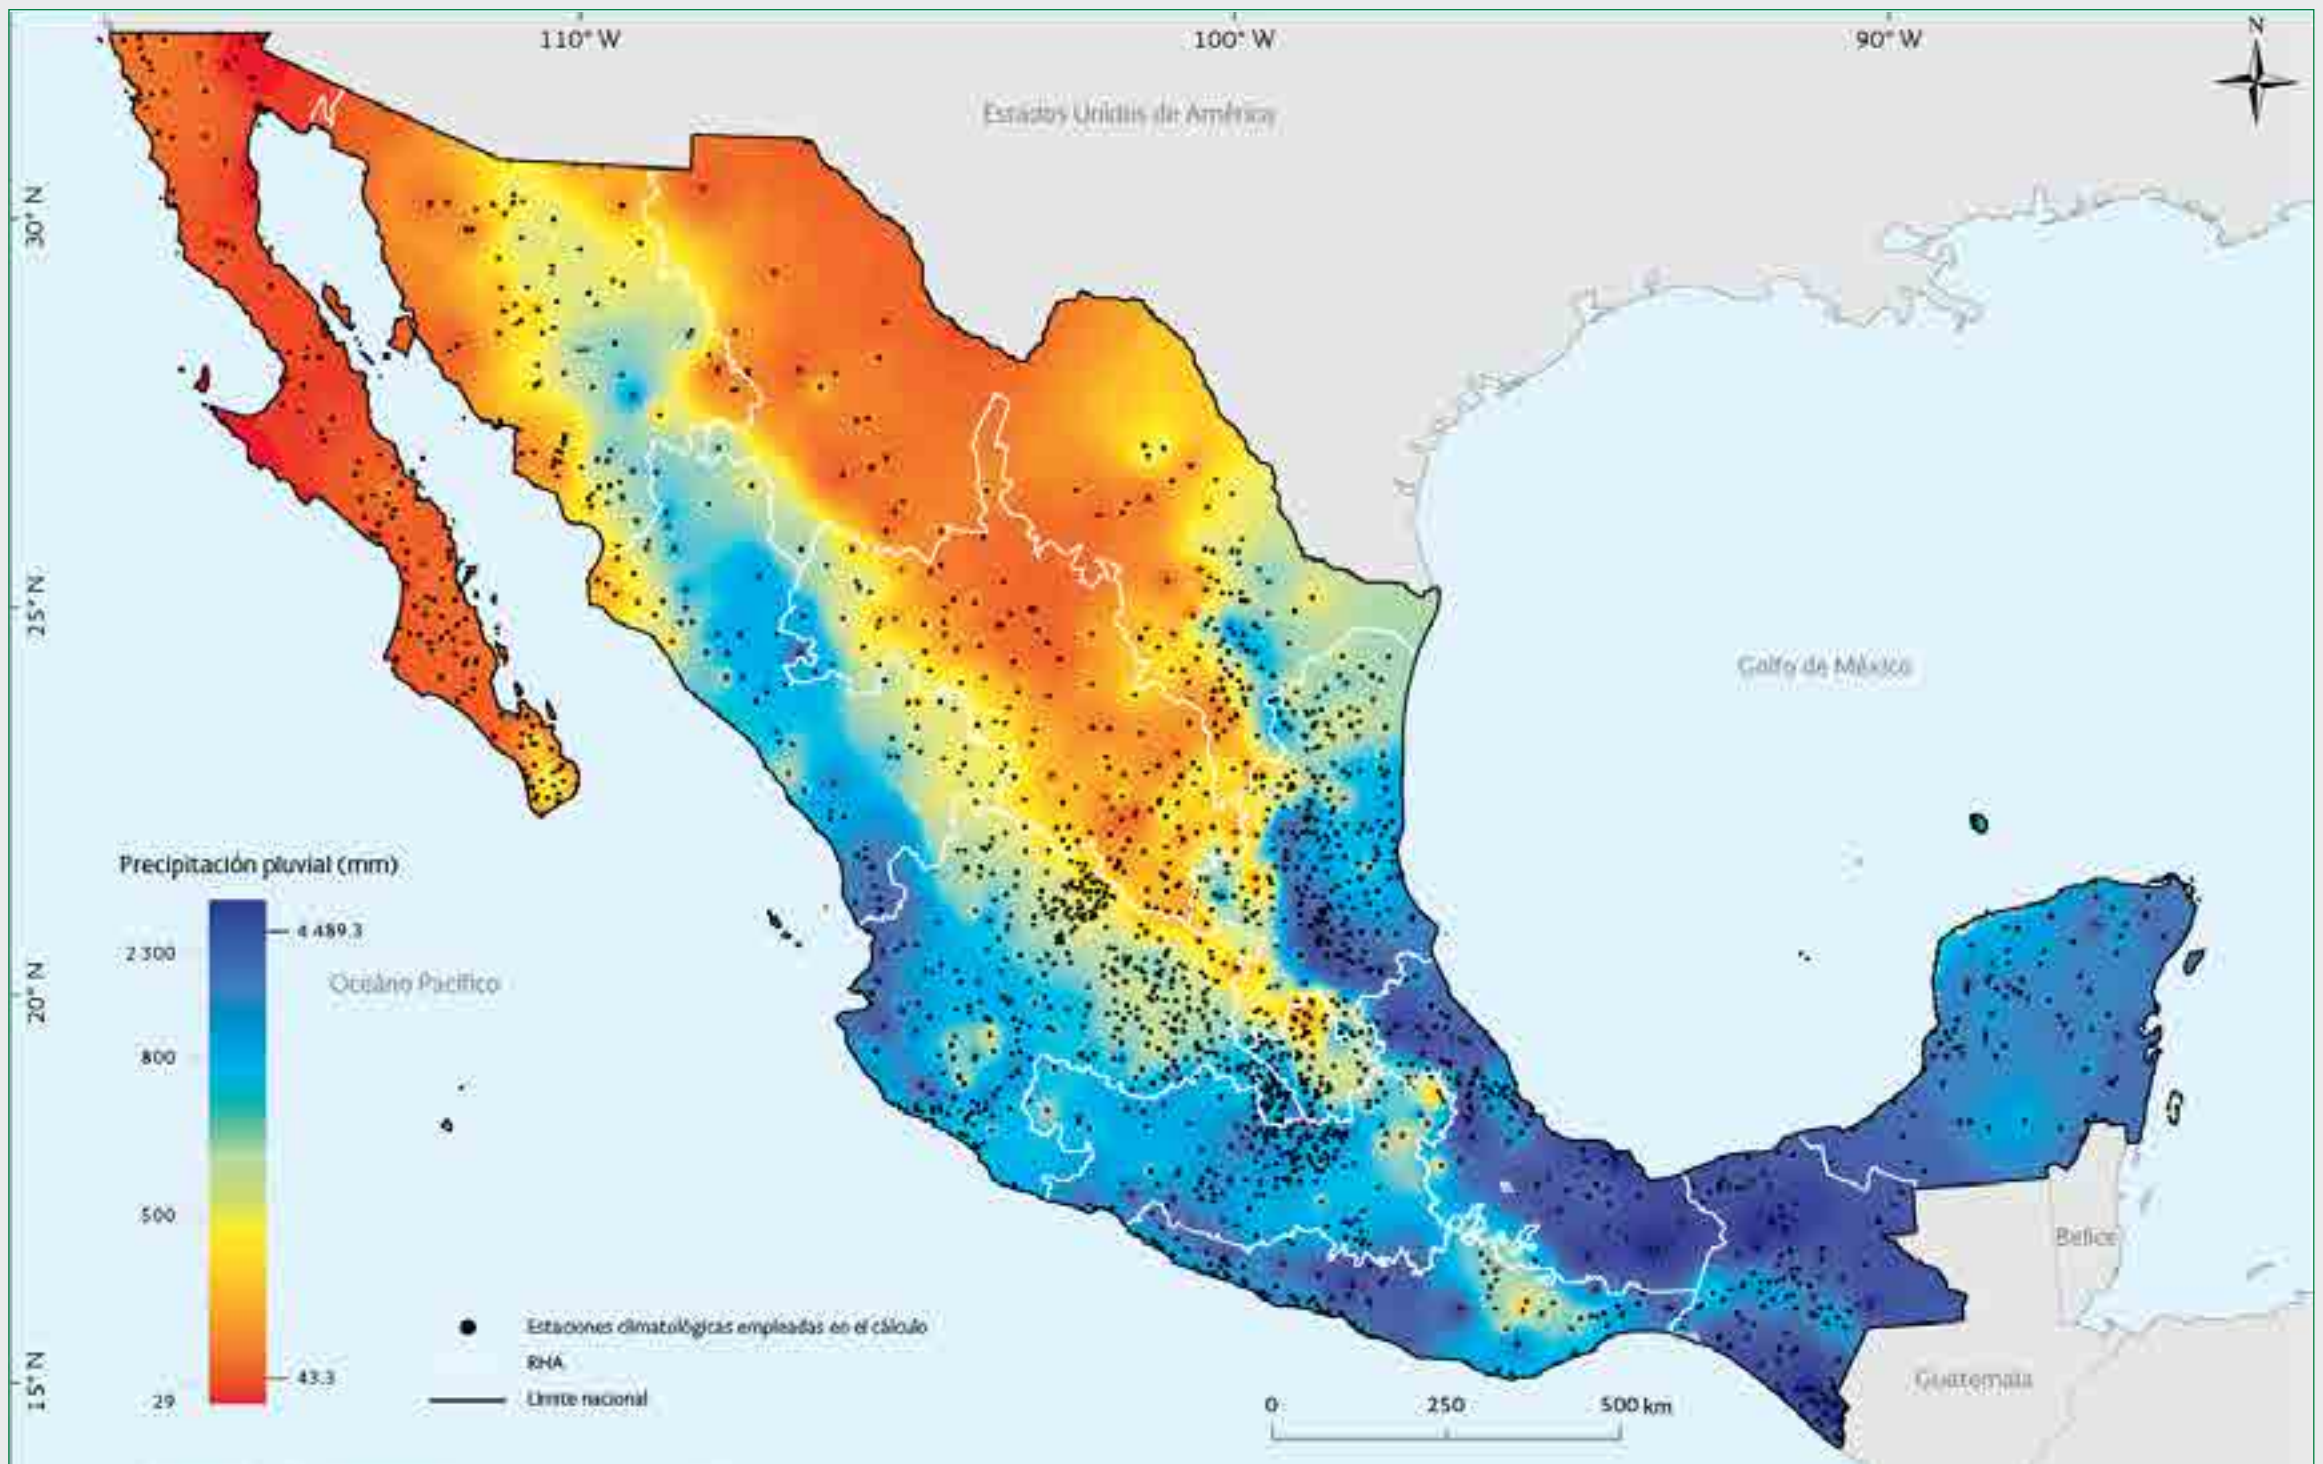 N
110° W
100° W
90° W
Estados Unidos de América
30° N
25° N
Golfo de México
Precipitación pluvial (mm)
4 489.3
2 300
Océano Pacífico
20° N
800
500
Belice
Estaciones climatológicas empleadas en el cálculo
RHA
43.3
Límite nacional
29
15° N
0
250
500 km
Guatemala